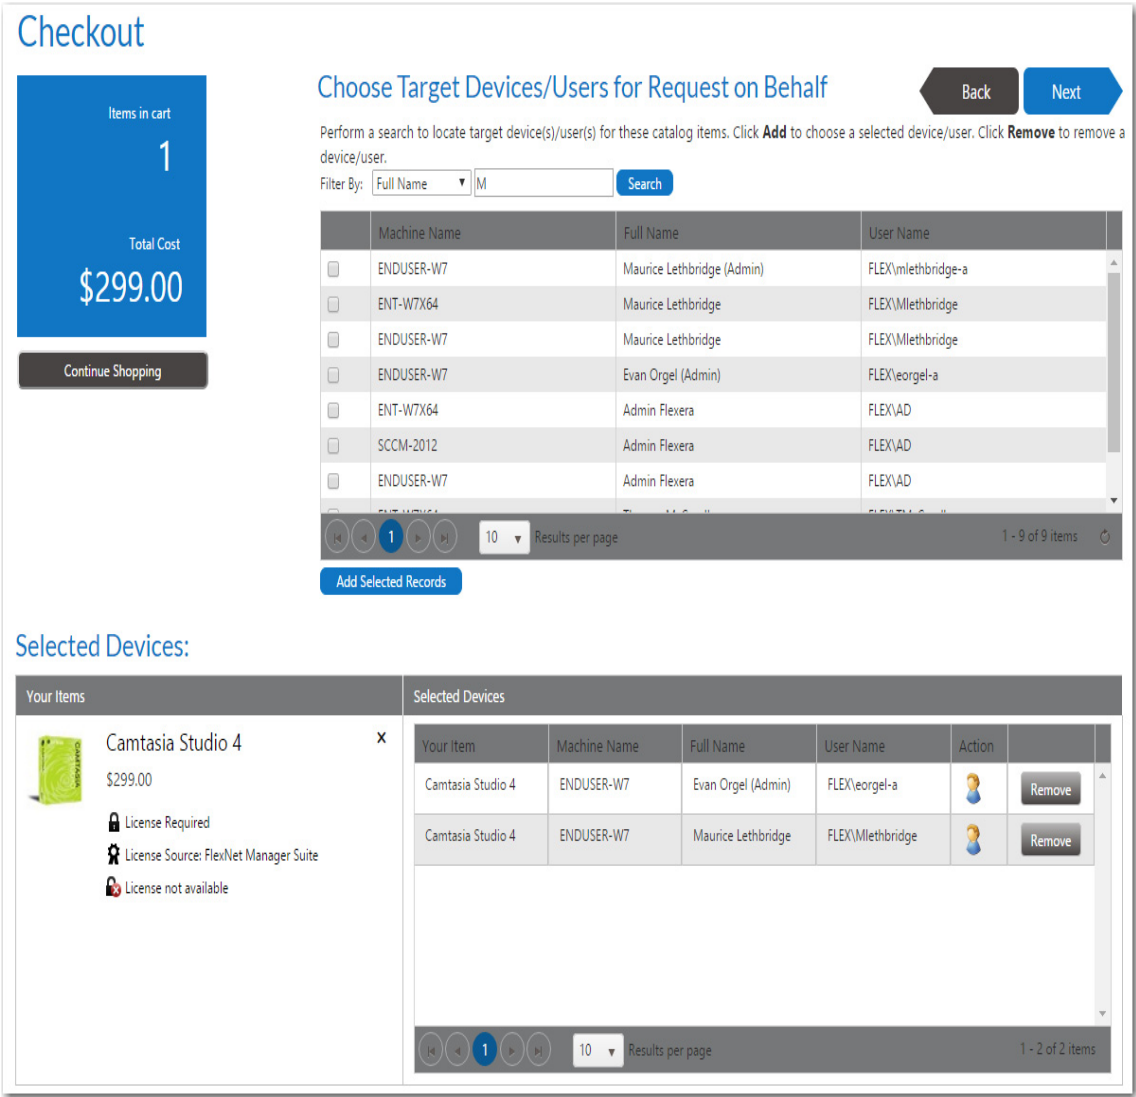 Checkout
Items in cart
1
Total Cost
$299.00
Continue Shopping
Choose Target Devices/Users for Request on Behalf
Back
Next
Perform a search to locate target device(s)/user(s) for these catalog items. Click Add to choose a selected device/user. Click Remove to remove a
device/user.
Filter By: Full Name M Search
Machine Name Full Name User Name
ENDUSER-W7 Maurice Lethbridge (Admin) FLEX\mlethbridge-a
ENT-W7X64 Maurice Lethbridge FLEX\Mlethbridge
ENDUSER-W7 Maurice Lethbridge FLEX\Mlethbridge
ENDUSER-W7 Evan Orgel (Admin) FLEX\eorgel-a
ENT-W7X64 Admin Flexera FLEX\AD
SCCM-2012 Admin Flexera FLEX\AD
ENDUSER-W7 Admin Flexera FLEX\AD
1 10 Results per page 1 - 9 of 9 items
Add Selected Records
Selected Devices:
Your Items
Camtasia Studio 4 x
CAMTASIA
$299.00
License Required
License Source: FlexNet Manager Suite
License not available
Selected Devices
Your Item Machine Name Full Name User Name Action
Camtasia Studio 4 ENDUSER-W7 Evan Orgel (Admin) FLEX\eorgel-a Remove
Camtasia Studio 4 ENDUSER-W7 Maurice Lethbridge FLEX\Mlethbridge Remove
1 10 Results per page 1 - 2 of 2 items